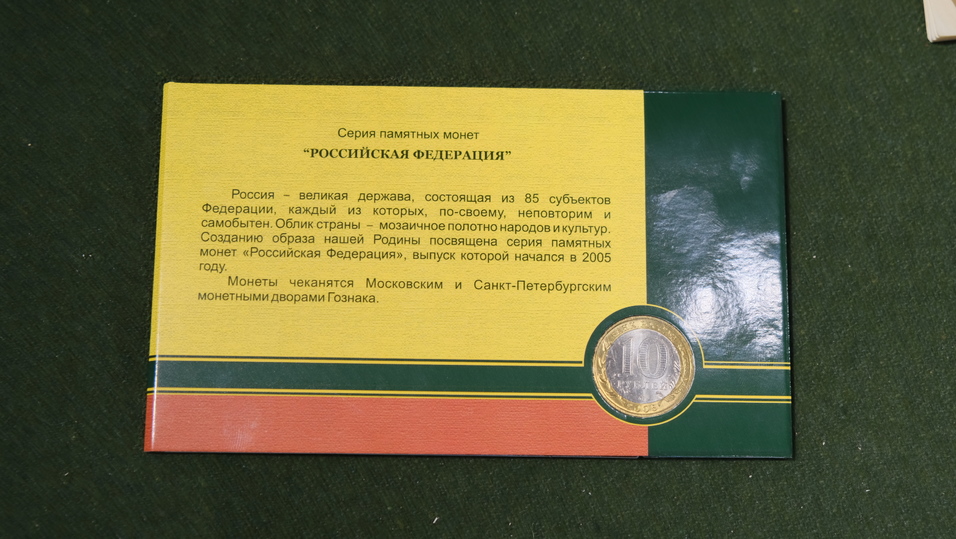 Серия памятных монет
“РОССИЙСКАЯ ФЕДЕРАЦИЯ”
Россия – великая держава, состоящая из 85 субъектов
Федерации, каждый из которых, по-своему, неповторим и
самобытен. Облик страны – мозаичное полотно народов и культур.
Созданию образа нашей Родины посвящена серия памятных
монет «Российская Федерация», выпуск которой начался в 2005
году.
Монеты чеканятся Московским и Санкт-Петербургским
монетными дворами Гознака.
10
РУБЛЕЙ